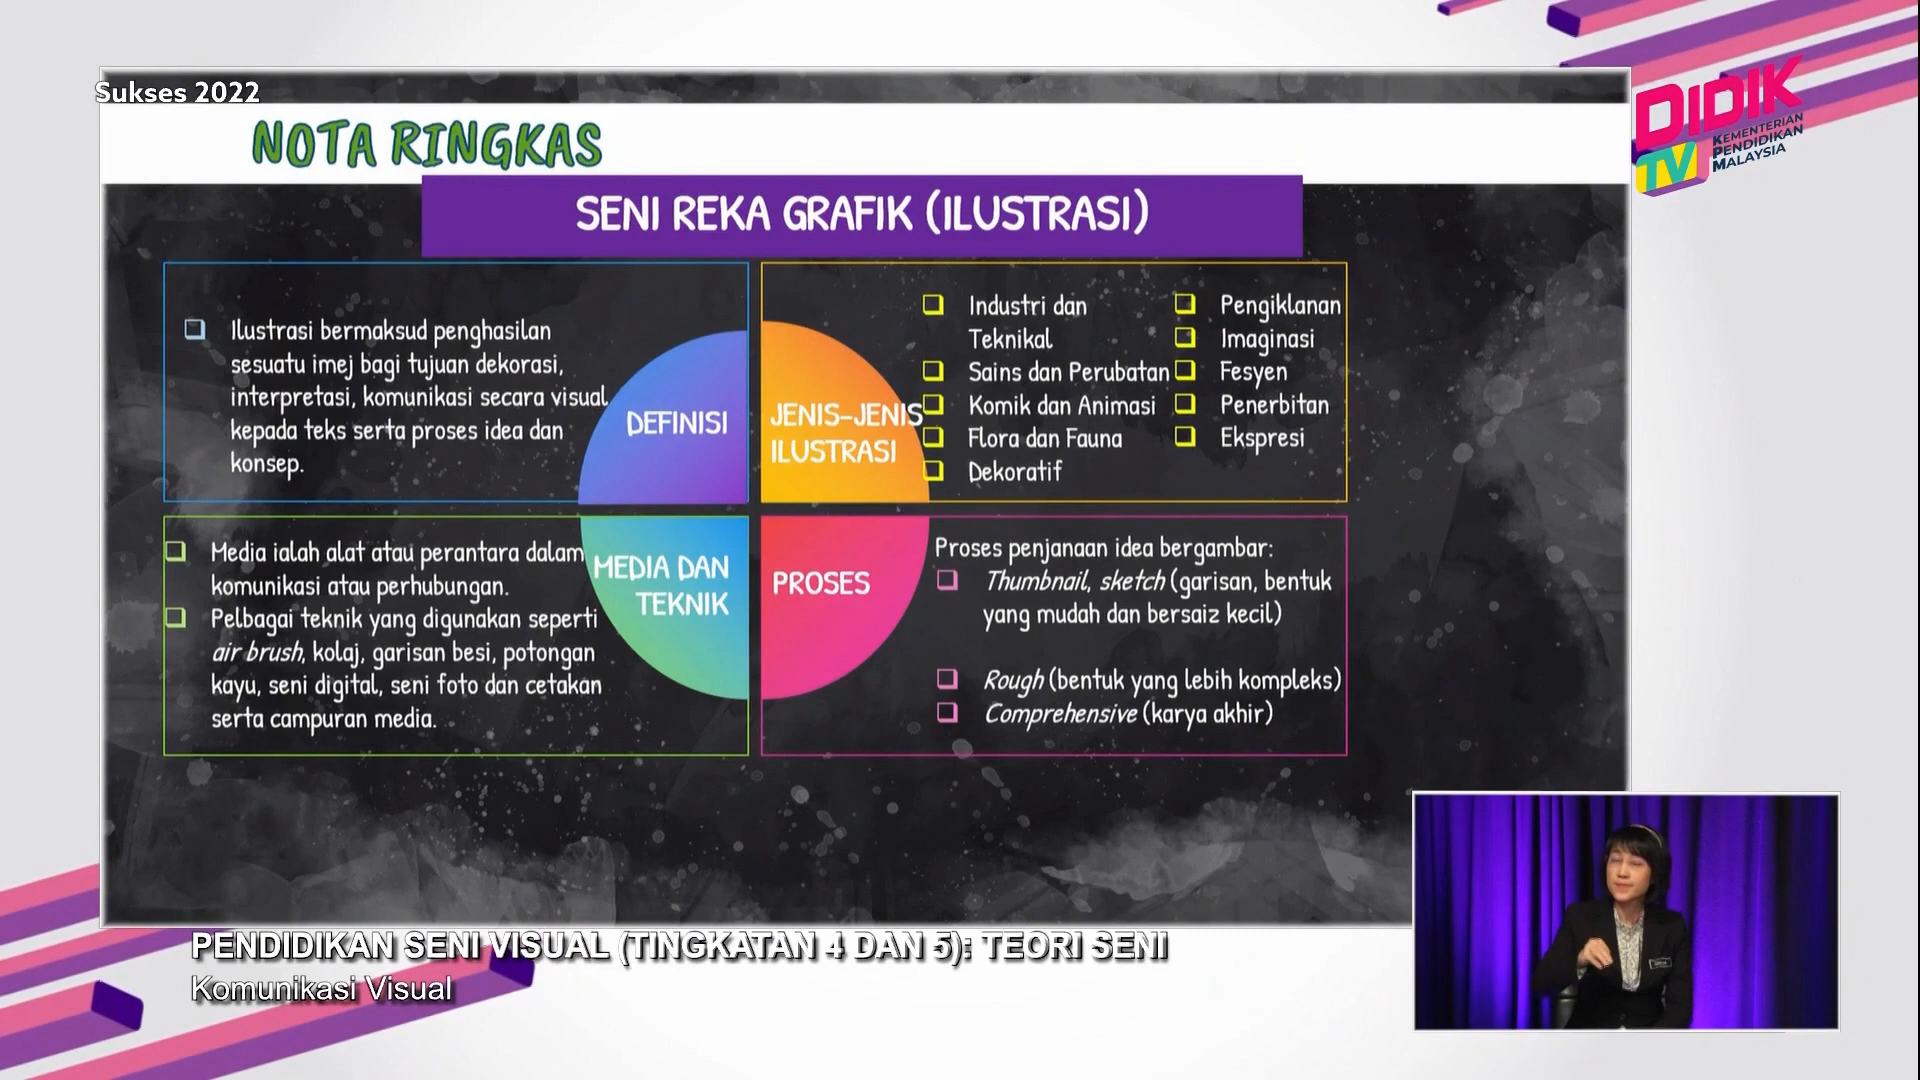 Sukses 2022
DIDIK
TV
KEMENTERIAN
PENDIDIKAN
MALAYSIA
NOTA RINGKAS
SENI REKA GRAFIK (ILUSTRASI)
Ilustrasi bermaksud penghasilan
sesuatu imej bagi tujuan dekorasi,
interpretasi, komunikasi secara visual
kepada teks serta proses idea dan
konsep.
DEFINISI
JENIS-JENIS
ILUSTRASI
Industri dan
Teknikal
Sains dan Perubatan
Komik dan Animasi
Flora dan Fauna
Dekoratif
Pengiklanan
Imaginasi
Fesyen
Penerbitan
Ekspresi
Media ialah alat atau perantara dalam
komunikasi atau perhubungan.
Pelbagai teknik yang digunakan seperti
air brush, kolaj, garisan besi, potongan
kayu, seni digital, seni foto dan cetakan
serta campuran media.
MEDIA DAN
TEKNIK
PROSES
Proses penjanaan idea bergambar:
Thumbnail, sketch (garisan, bentuk
yang mudah dan bersaiz kecil)
Rough (bentuk yang lebih kompleks)
Comprehensive (karya akhir)
PENDIDIKAN SENI VISUAL (TINGKATAN 4 DAN 5): TEORI SENI
Komunikasi Visual